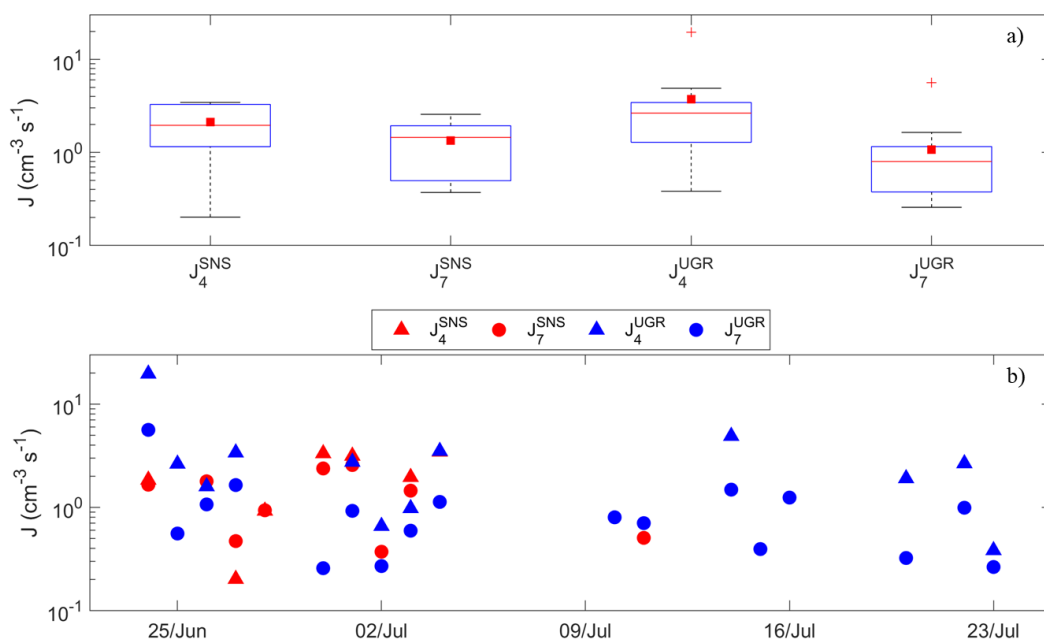 a)
J (cm⁻³ s⁻¹)
10¹
10⁰
10⁻¹
J₄^SNS J₇^SNS J₄^UGR J₇^UGR
J₄^SNS J₇^SNS J₄^UGR J₇^UGR
b)
J (cm⁻³ s⁻¹)
10¹
10⁰
10⁻¹
25/Jun 02/Jul 09/Jul 16/Jul 23/Jul